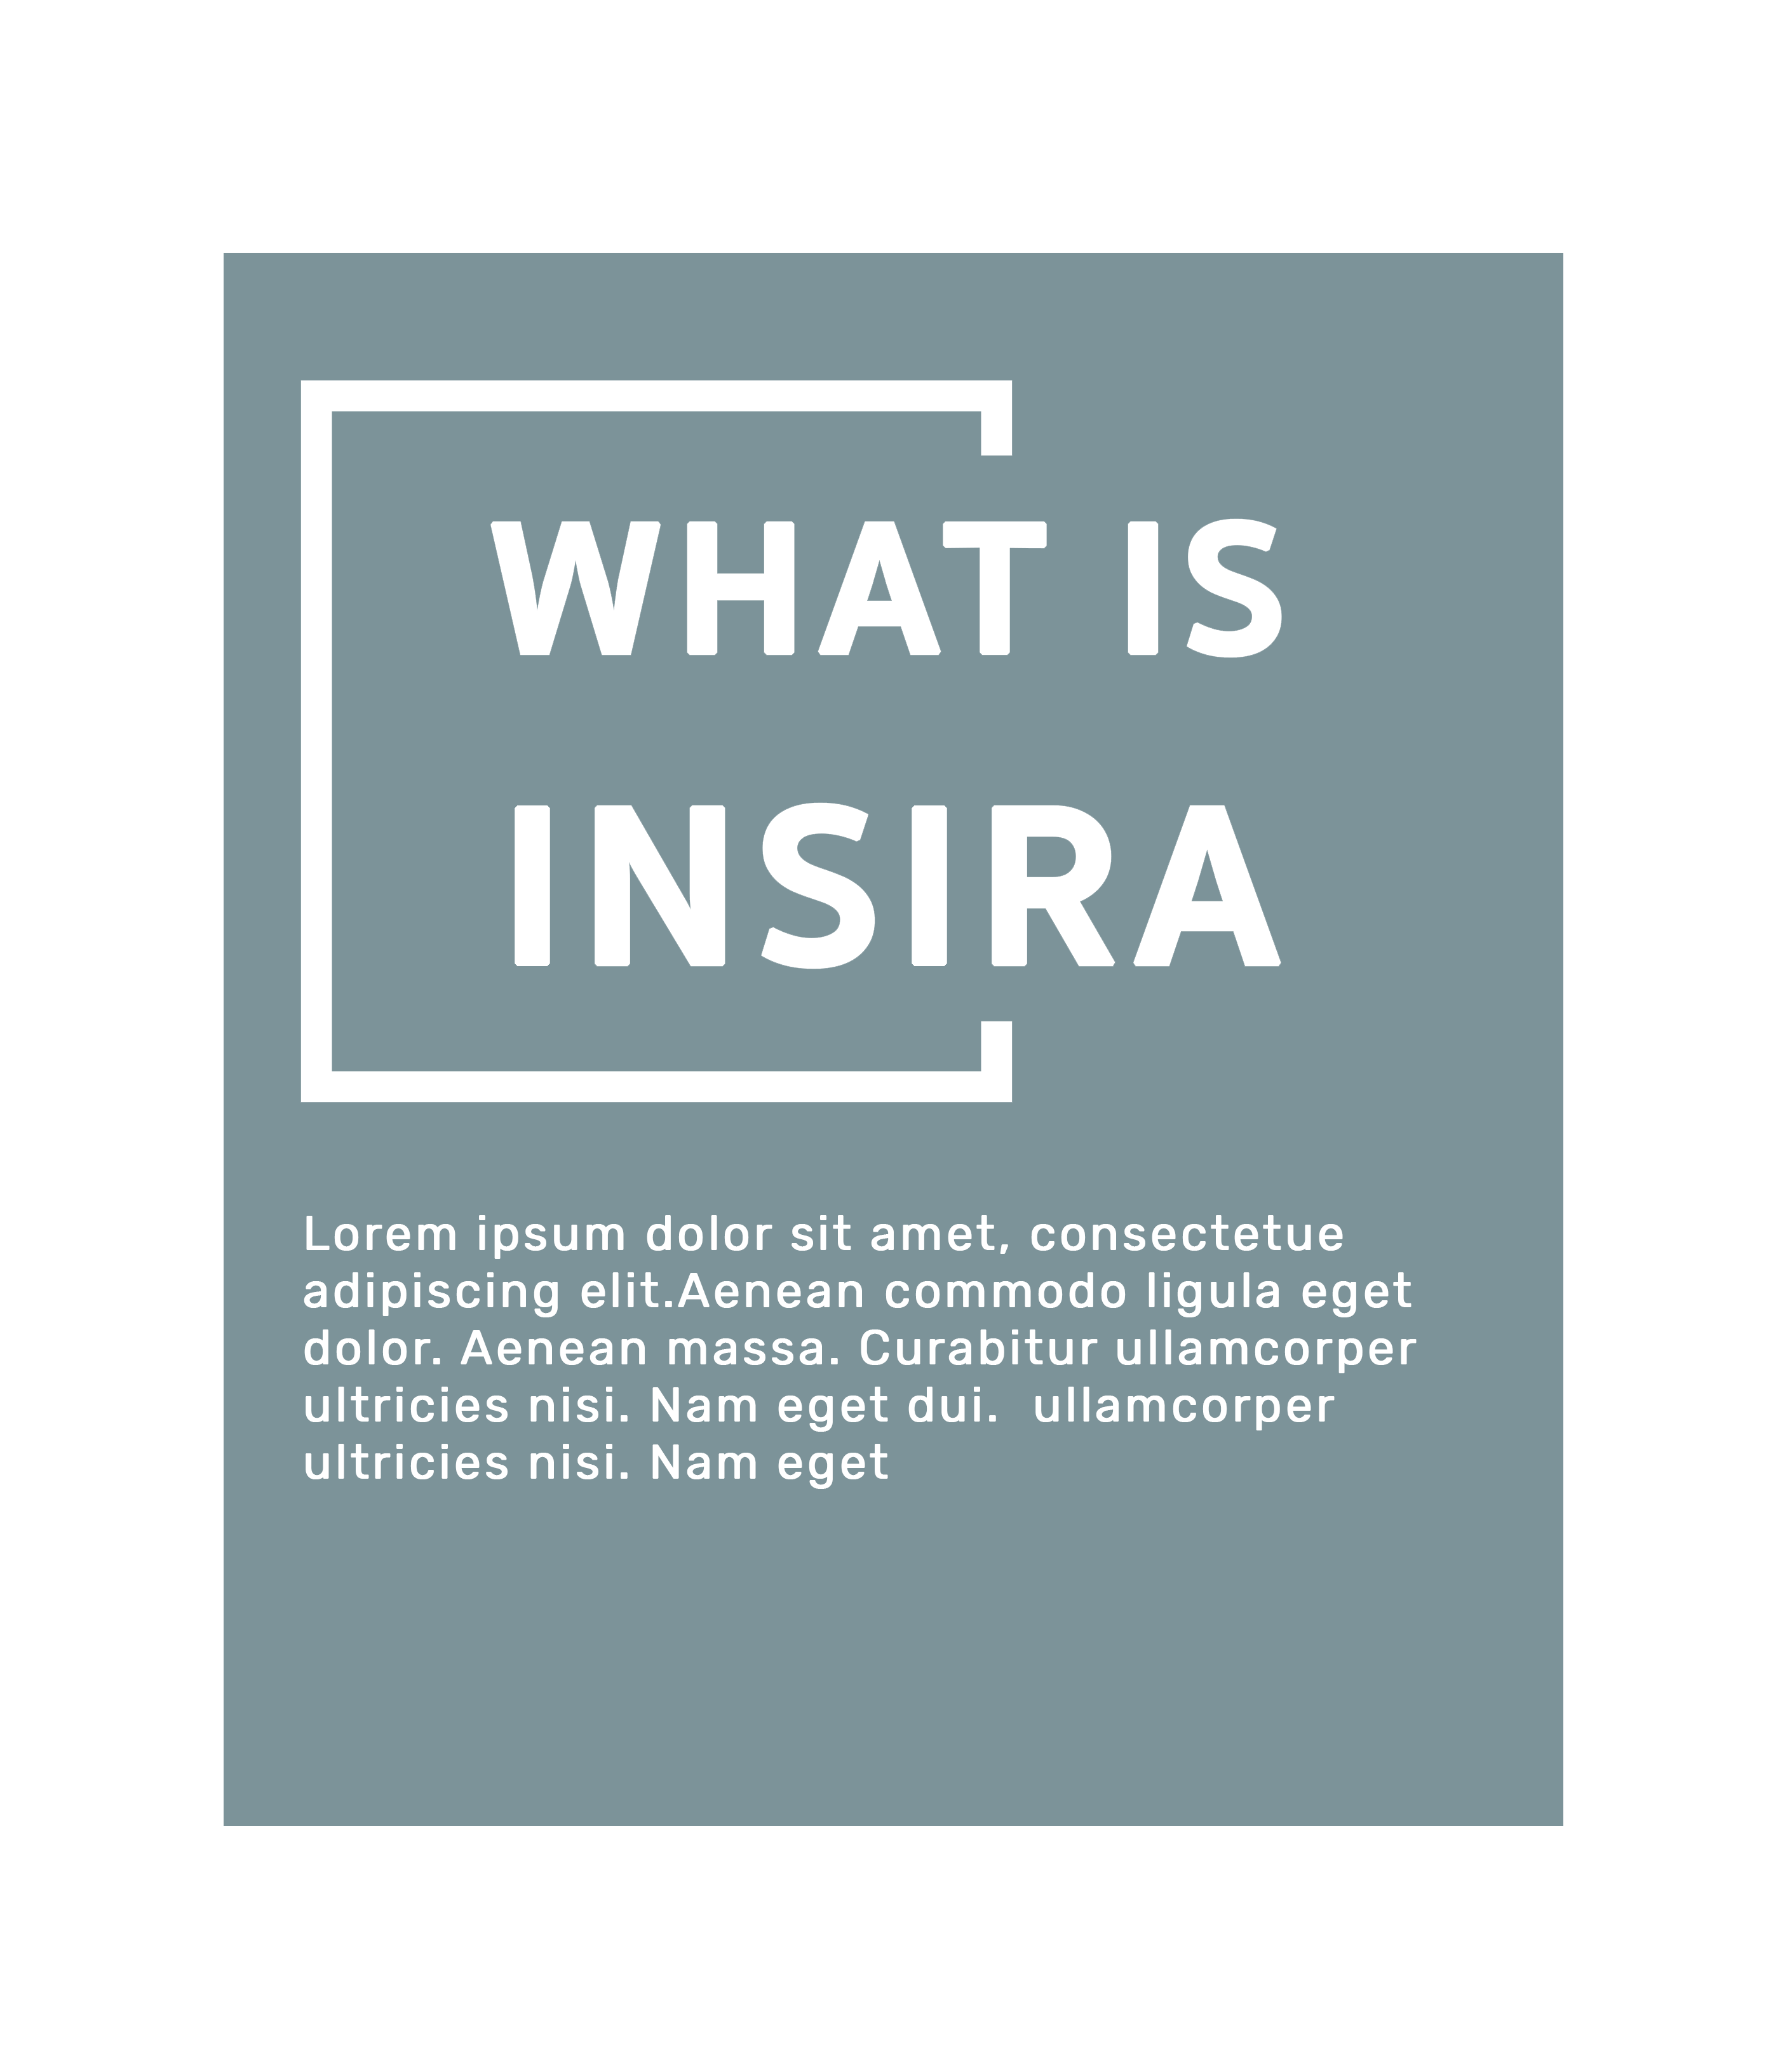 WHAT IS
INSIRA
Lorem ipsum dolor sit amet, consectetue
adipiscing elit.Aenean commodo ligula eget
dolor. Aenean massa. Curabitur ullamcorper
ultricies nisi. Nam eget dui.  ullamcorper
ultricies nisi. Nam eget